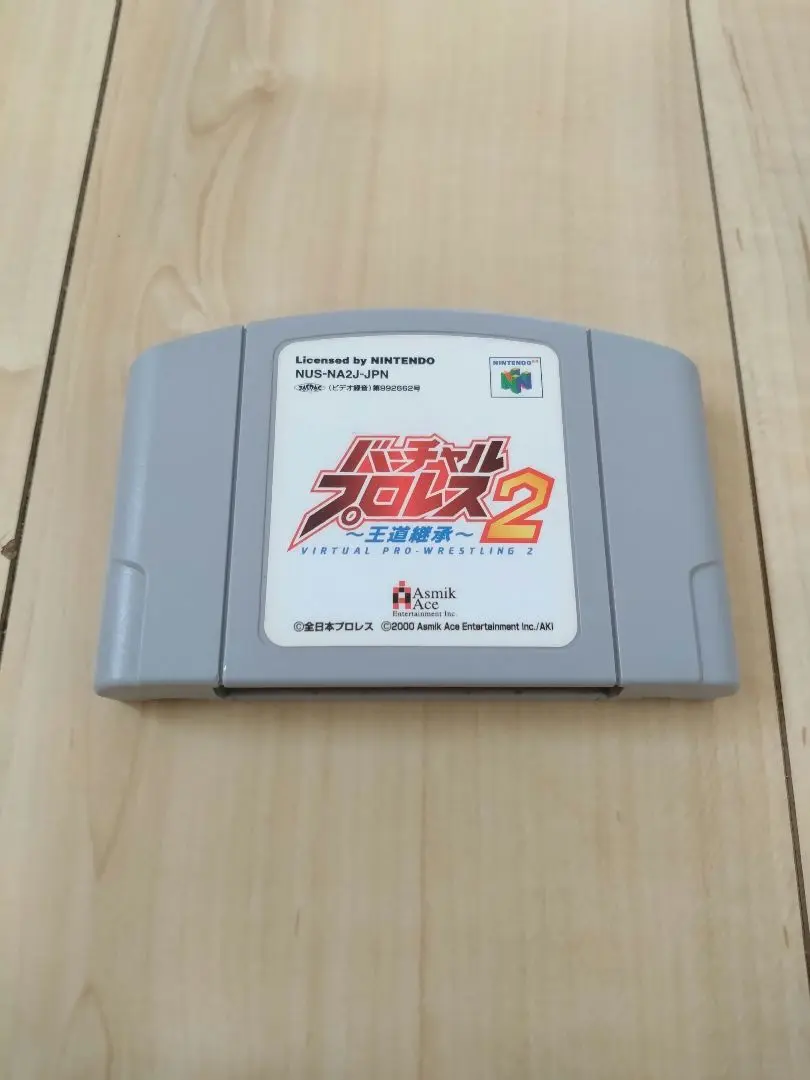 Licensed by NINTENDO
NUS-NA2J-JPN
(ビデオ録音)第992662号
NINTENDO 64
バーチャル
プロレス2
~王道継承~
VIRTUAL PRO-WRESTLING 2
Asmik
Ace
Entertainment Inc.
©全日本プロレス ©2000 Asmik Ace Entertainment Inc./AKI